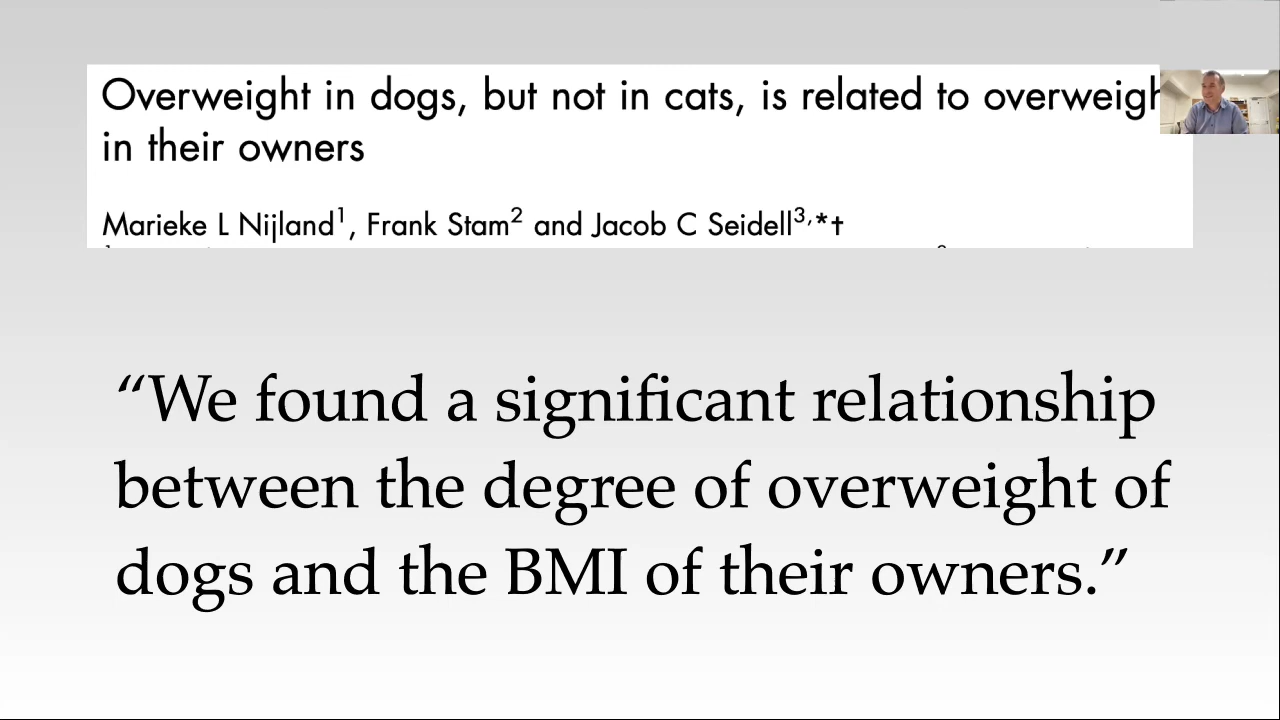 Overweight in dogs, but not in cats, is related to overweigh
in their owners
Marieke L Nijland¹, Frank Stam² and Jacob C Seidell³,*†
“We found a significant relationship
between the degree of overweight of
dogs and the BMI of their owners.”